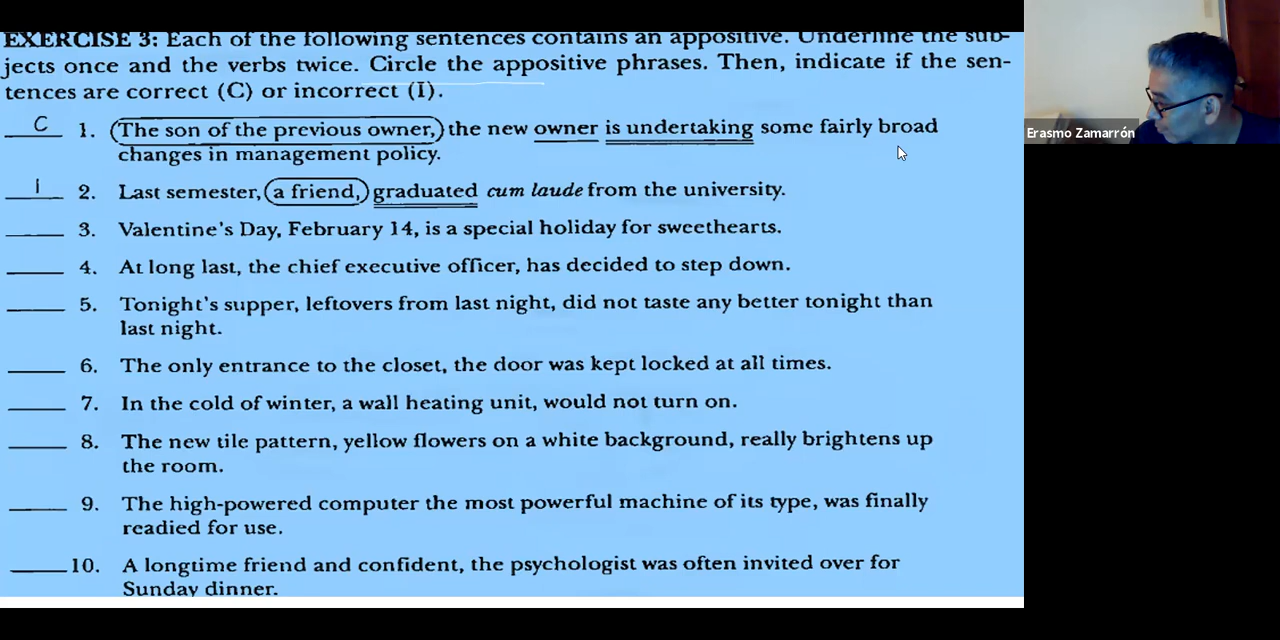 EXERCISE 3: Each of the following sentences contains an appositive. Underline the sub-
jects once and the verbs twice. Circle the appositive phrases. Then, indicate if the sen-
tences are correct (C) or incorrect (I).
C 1. The son of the previous owner, the new owner is undertaking some fairly broad
changes in management policy.
I 2. Last semester, a friend, graduated cum laude from the university.
3. Valentine's Day, February 14, is a special holiday for sweethearts.
4. At long last, the chief executive officer, has decided to step down.
5. Tonight's supper, leftovers from last night, did not taste any better tonight than
last night.
6. The only entrance to the closet, the door was kept locked at all times.
7. In the cold of winter, a wall heating unit, would not turn on.
8. The new tile pattern, yellow flowers on a white background, really brightens up
the room.
9. The high-powered computer the most powerful machine of its type, was finally
readied for use.
10. A longtime friend and confident, the psychologist was often invited over for
Sunday dinner.
Erasmo Zamarrón